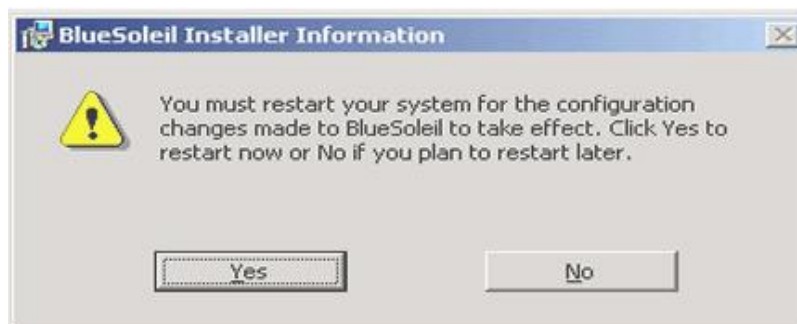 BlueSoleil Installer Information
You must restart your system for the configuration
changes made to BlueSoleil to take effect. Click Yes to
restart now or No if you plan to restart later.
Yes
No